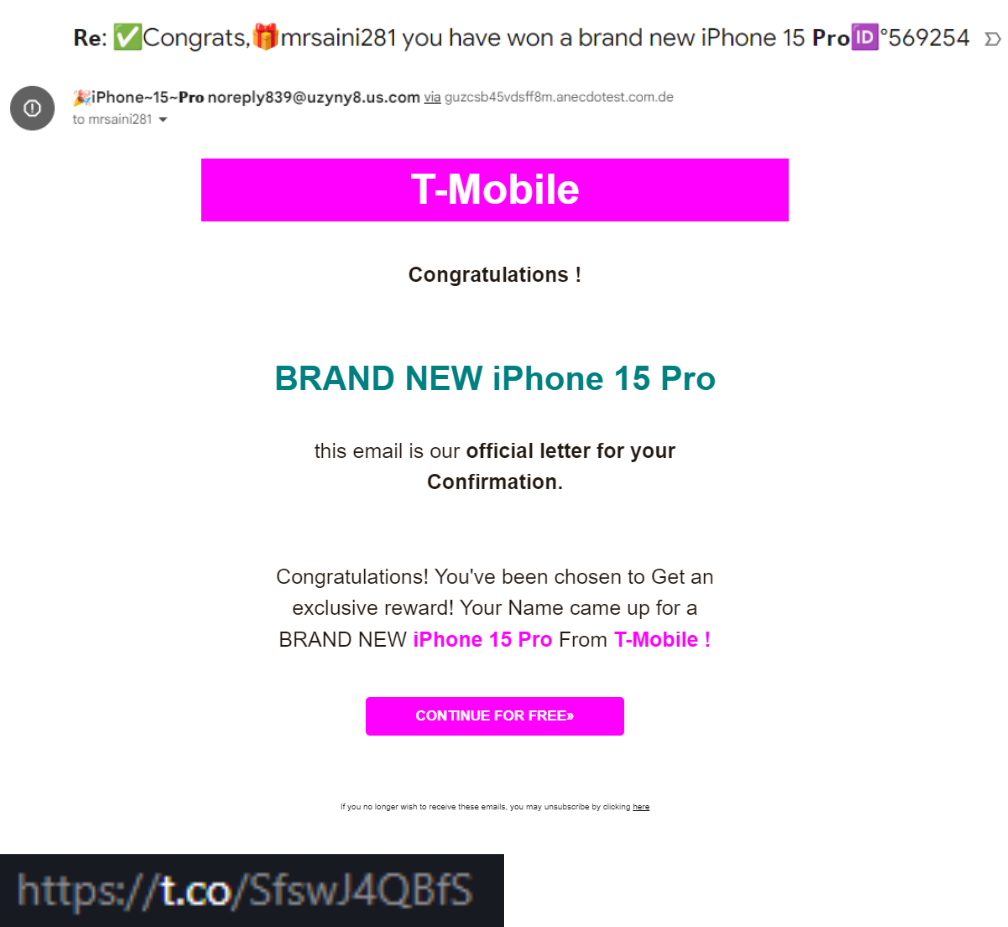 Re: ✅Congrats,🎁mrsaini281 you have won a brand new iPhone 15 𝗣𝗿𝗼🆔°569254
🎉iPhone~15~𝗣𝗿𝗼 noreply839@uzyny8.us.com via guzcsb45vdsff8m.anecdotest.com.de
to mrsaini281
T-Mobile
Congratulations !
BRAND NEW iPhone 15 Pro
this email is our official letter for your
Confirmation.
Congratulations! You've been chosen to Get an
exclusive reward! Your Name came up for a
BRAND NEW iPhone 15 Pro From T-Mobile !
CONTINUE FOR FREE»
If you no longer wish to receive these emails, you may unsubscribe by clicking here
https://t.co/SfswJ4QBfS